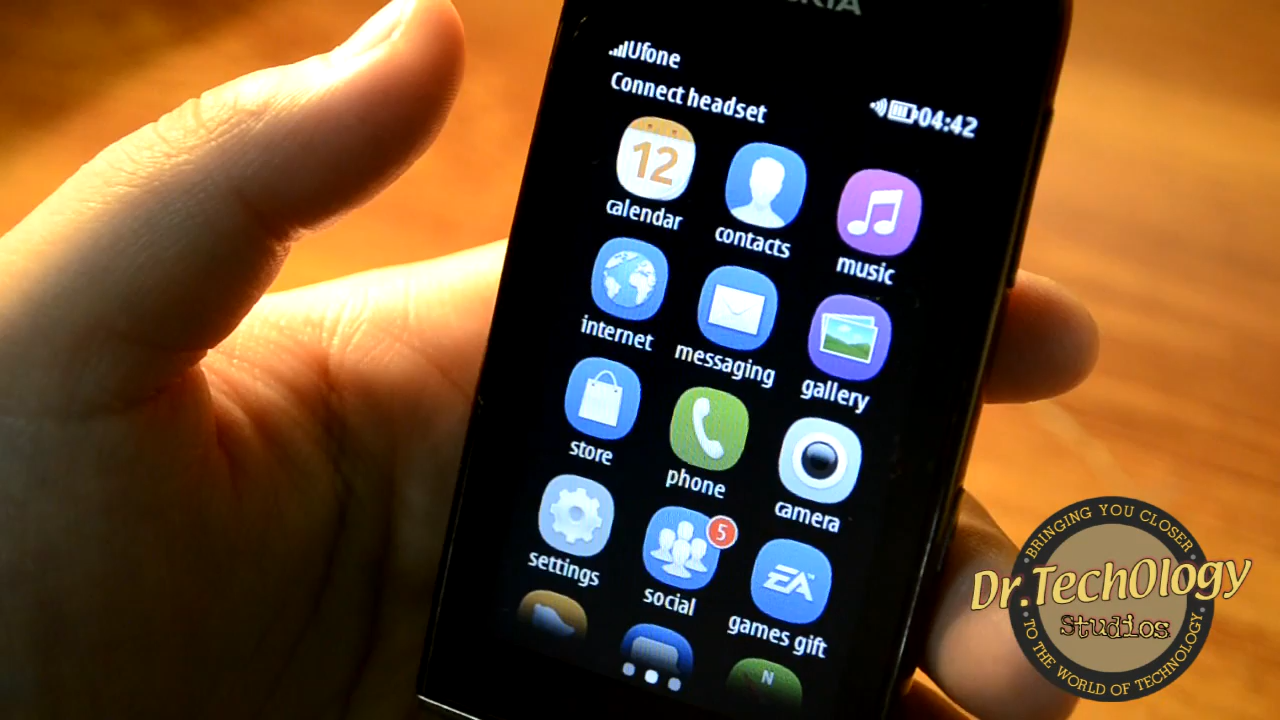 Ufone
Connect headset
04:42
12
calendar
contacts
music
internet
messaging
gallery
store
phone
camera
settings
5
social
EA
games gift
N
BRINGING YOU CLOSER
Dr.TechOlogy
Studios
TO THE WORLD OF TECHNOLOGY